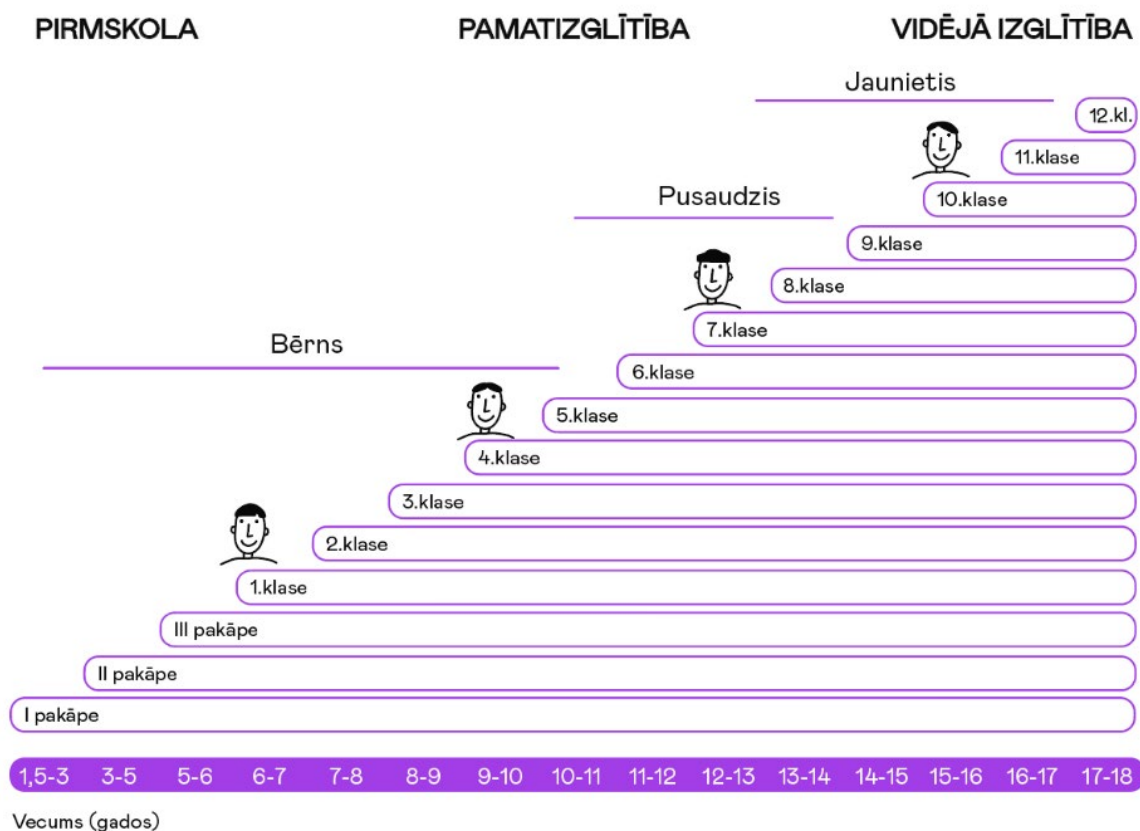 PIRMSKOLA PAMATIZGLĪTĪBA VIDĒJĀ IZGLĪTĪBA
Jaunietis
12.kl.
11.klase
Pusaudzis
10.klase
9.klase
8.klase
7.klase
Bērns
6.klase
5.klase
4.klase
3.klase
2.klase
1.klase
III pakāpe
II pakāpe
I pakāpe
1,5-3 3-5 5-6 6-7 7-8 8-9 9-10 10-11 11-12 12-13 13-14 14-15 15-16 16-17 17-18
Vecums (gados)